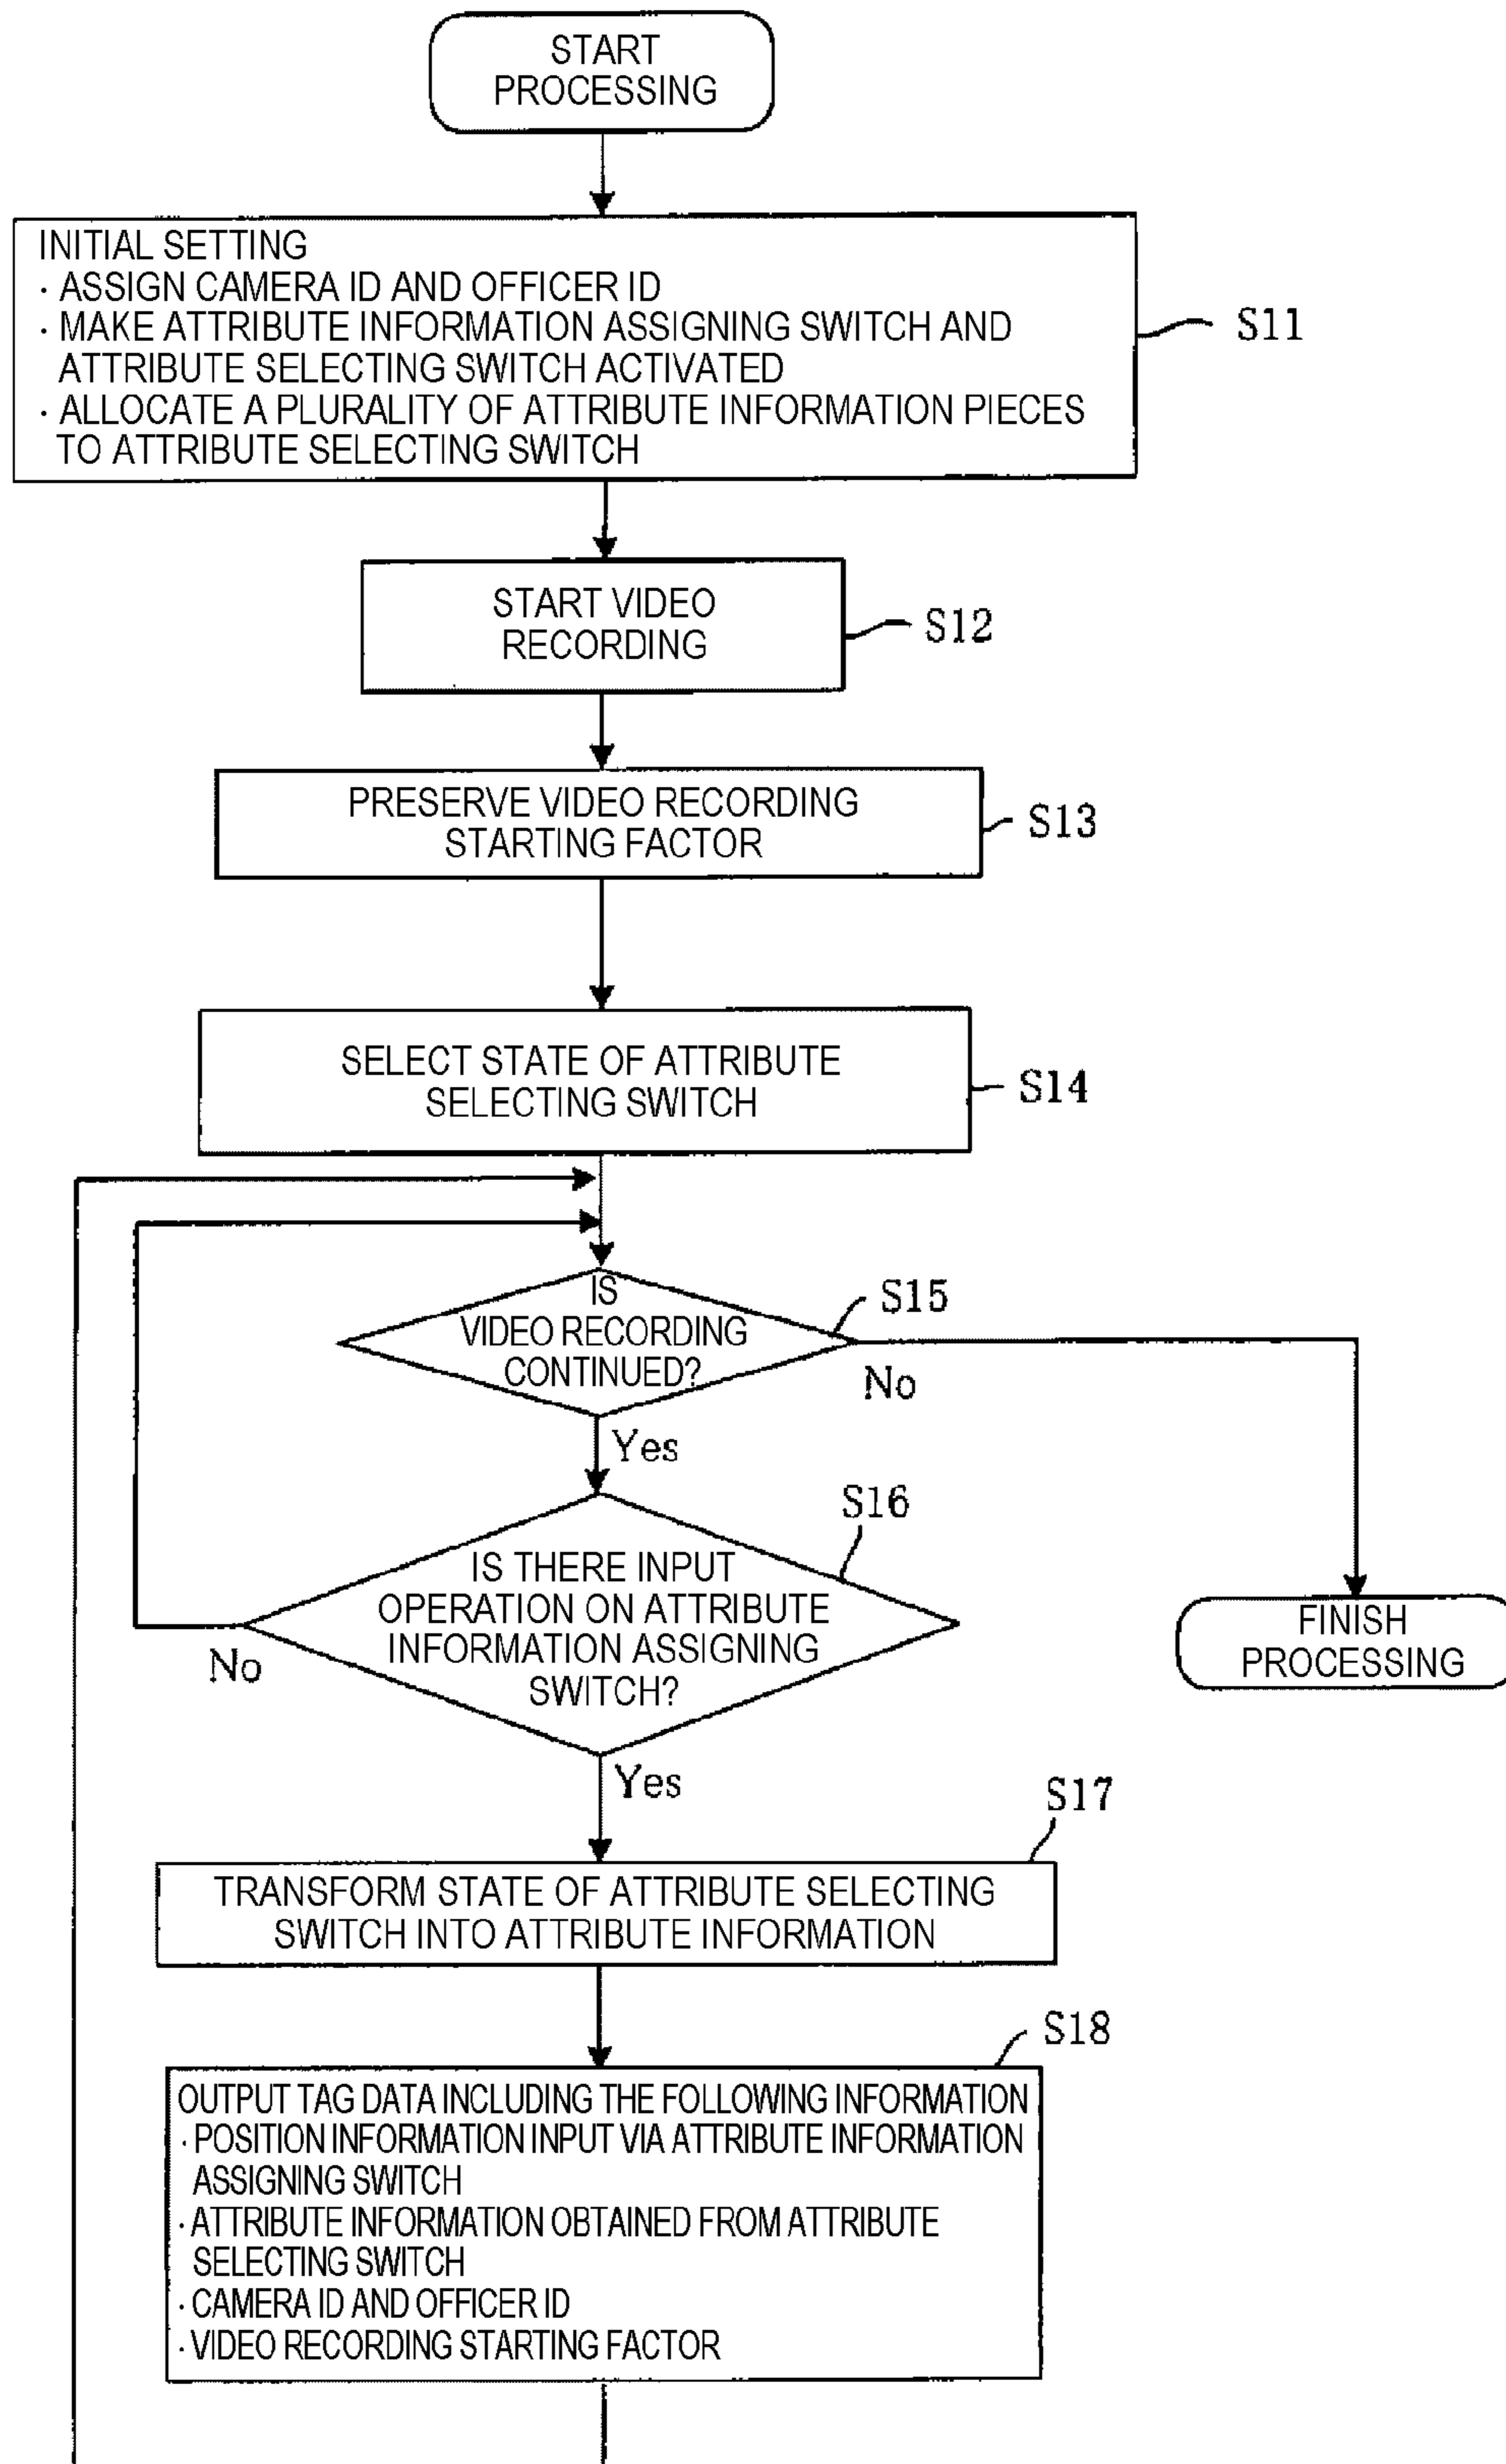 START
PROCESSING
INITIAL SETTING
· ASSIGN CAMERA ID AND OFFICER ID
· MAKE ATTRIBUTE INFORMATION ASSIGNING SWITCH AND
ATTRIBUTE SELECTING SWITCH ACTIVATED
· ALLOCATE A PLURALITY OF ATTRIBUTE INFORMATION PIECES
TO ATTRIBUTE SELECTING SWITCH
S11
START VIDEO
RECORDING
S12
PRESERVE VIDEO RECORDING
STARTING FACTOR
S13
SELECT STATE OF ATTRIBUTE
SELECTING SWITCH
S14
IS
VIDEO RECORDING
CONTINUED?
S15
No
Yes
S16
IS THERE INPUT
OPERATION ON ATTRIBUTE
INFORMATION ASSIGNING
SWITCH?
No
FINISH
PROCESSING
Yes
S17
TRANSFORM STATE OF ATTRIBUTE SELECTING
SWITCH INTO ATTRIBUTE INFORMATION
S18
OUTPUT TAG DATA INCLUDING THE FOLLOWING INFORMATION
· POSITION INFORMATION INPUT VIA ATTRIBUTE INFORMATION
ASSIGNING SWITCH
· ATTRIBUTE INFORMATION OBTAINED FROM ATTRIBUTE
SELECTING SWITCH
· CAMERA ID AND OFFICER ID
· VIDEO RECORDING STARTING FACTOR